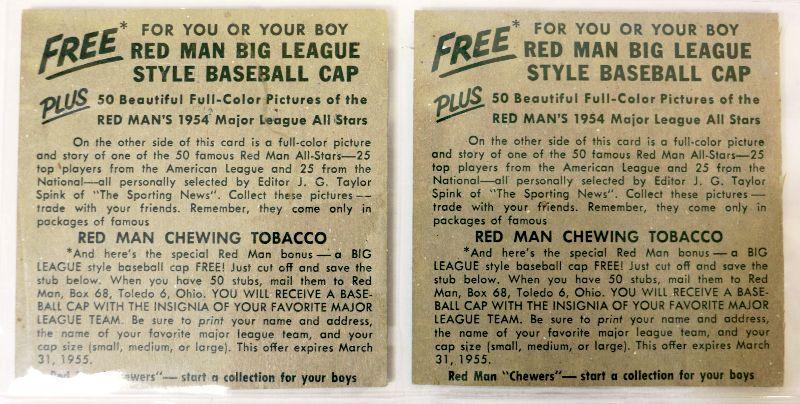 FREE* FOR YOU OR YOUR BOY
RED MAN BIG LEAGUE
STYLE BASEBALL CAP
PLUS 50 Beautiful Full-Color Pictures of the
RED MAN'S 1954 Major League All Stars
On the other side of this card is a full-color picture
and story of one of the 50 famous Red Man All-Stars—25
top players from the American League and 25 from the
National—all personally selected by Editor J. G. Taylor
Spink of "The Sporting News". Collect these pictures—
trade with your friends. Remember, they come only in
packages of famous
RED MAN CHEWING TOBACCO
*And here's the special Red Man bonus—a BIG
LEAGUE style baseball cap FREE! Just cut off and save the
stub below. When you have 50 stubs, mail them to Red
Man, Box 68, Toledo 6, Ohio. YOU WILL RECEIVE A BASE-
BALL CAP WITH THE INSIGNIA OF YOUR FAVORITE MAJOR
LEAGUE TEAM. Be sure to print your name and address,
the name of your favorite major league team, and your
cap size (small, medium, or large). This offer expires March
31, 1955.
Red Man "Chewers"—start a collection for your boys
FREE* FOR YOU OR YOUR BOY
RED MAN BIG LEAGUE
STYLE BASEBALL CAP
PLUS 50 Beautiful Full-Color Pictures of the
RED MAN'S 1954 Major League All Stars
On the other side of this card is a full-color picture
and story of one of the 50 famous Red Man All-Stars—25
top players from the American League and 25 from the
National—all personally selected by Editor J. G. Taylor
Spink of "The Sporting News". Collect these pictures—
trade with your friends. Remember, they come only in
packages of famous
RED MAN CHEWING TOBACCO
*And here's the special Red Man bonus—a BIG
LEAGUE style baseball cap FREE! Just cut off and save the
stub below. When you have 50 stubs, mail them to Red
Man, Box 68, Toledo 6, Ohio. YOU WILL RECEIVE A BASE-
BALL CAP WITH THE INSIGNIA OF YOUR FAVORITE MAJOR
LEAGUE TEAM. Be sure to print your name and address,
the name of your favorite major league team, and your
cap size (small, medium, or large). This offer expires March
31, 1955.
Red Man "Chewers"—start a collection for your boys